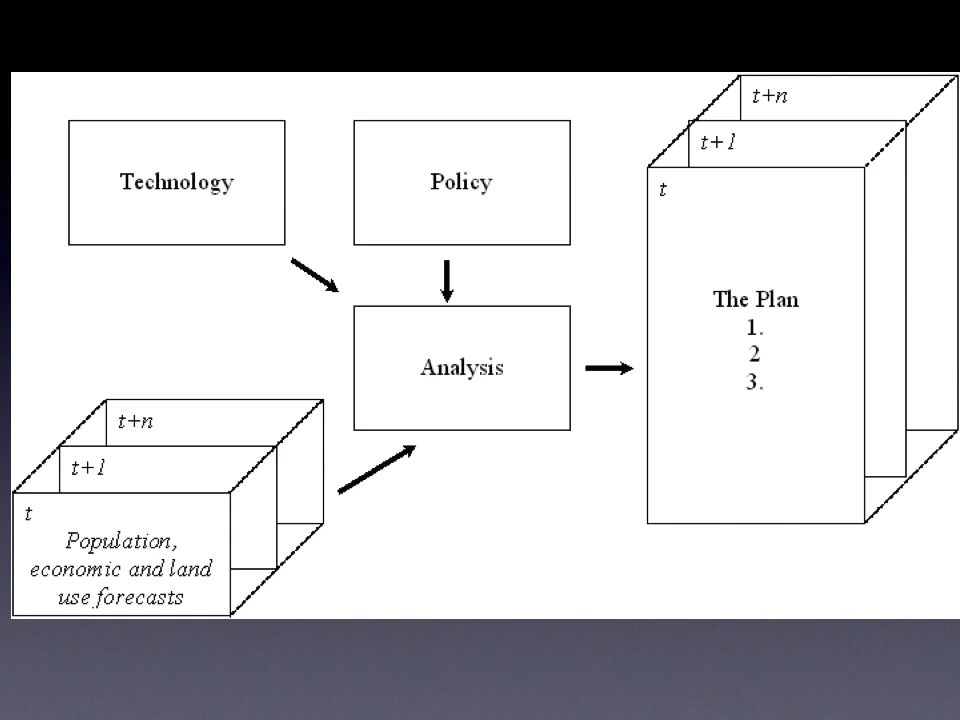 Technology
Policy
t+n
t+1
t
The Plan
1.
2
3.
Analysis
t+n
t+1
t
Population,
economic and land
use forecasts